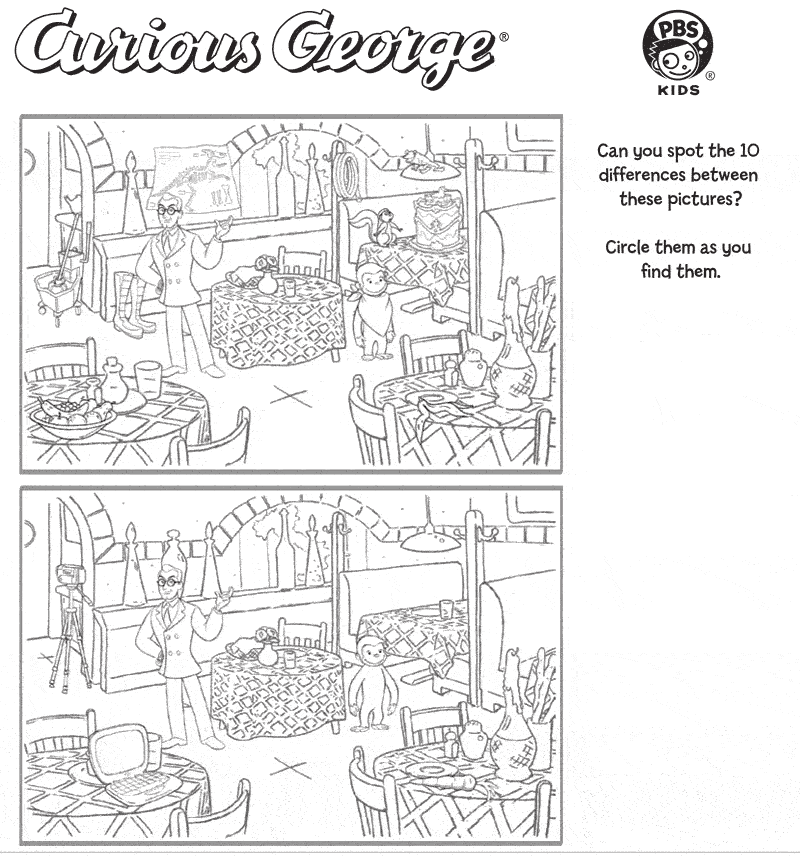 Curious George®
PBS
KIDS
®
Can you spot the 10
differences between
these pictures?
Circle them as you
find them.